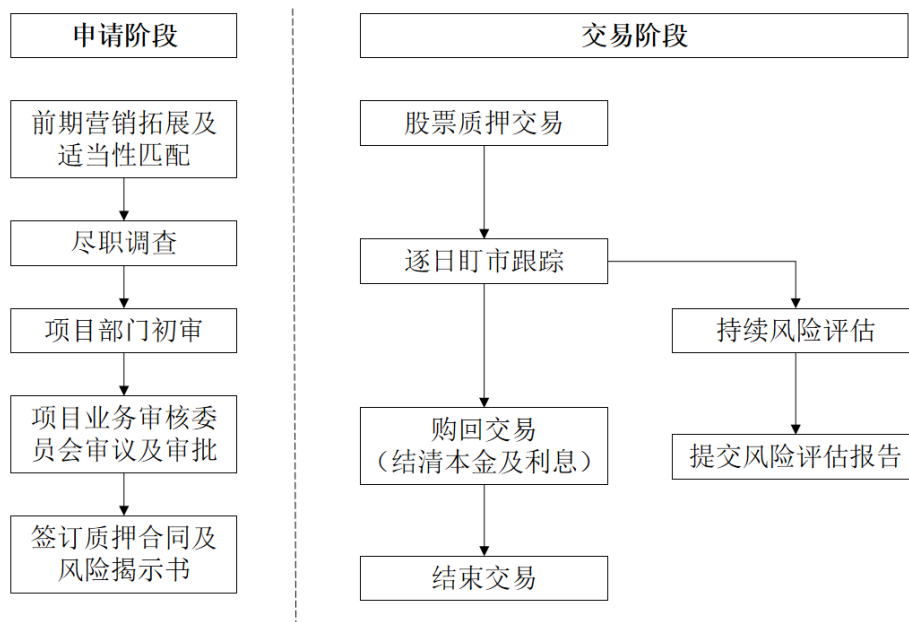 申请阶段
前期营销拓展及
适当性匹配
尽职调查
项目部门初审
项目业务审核委
员会审议及审批
签订质押合同及
风险揭示书
交易阶段
股票质押交易
逐日盯市跟踪
持续风险评估
购回交易
（结清本金及利息）
提交风险评估报告
结束交易